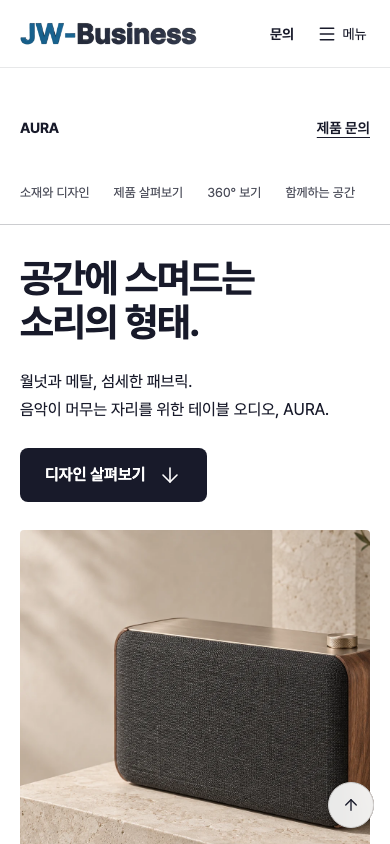 JW-Business
문의
메뉴
AURA
제품 문의
소재와 디자인
제품 살펴보기
360° 보기
함께하는 공간
공간에 스며드는
소리의 형태.
월넛과 메탈, 섬세한 패브릭.
음악이 머무는 자리를 위한 테이블 오디오, AURA.
디자인 살펴보기